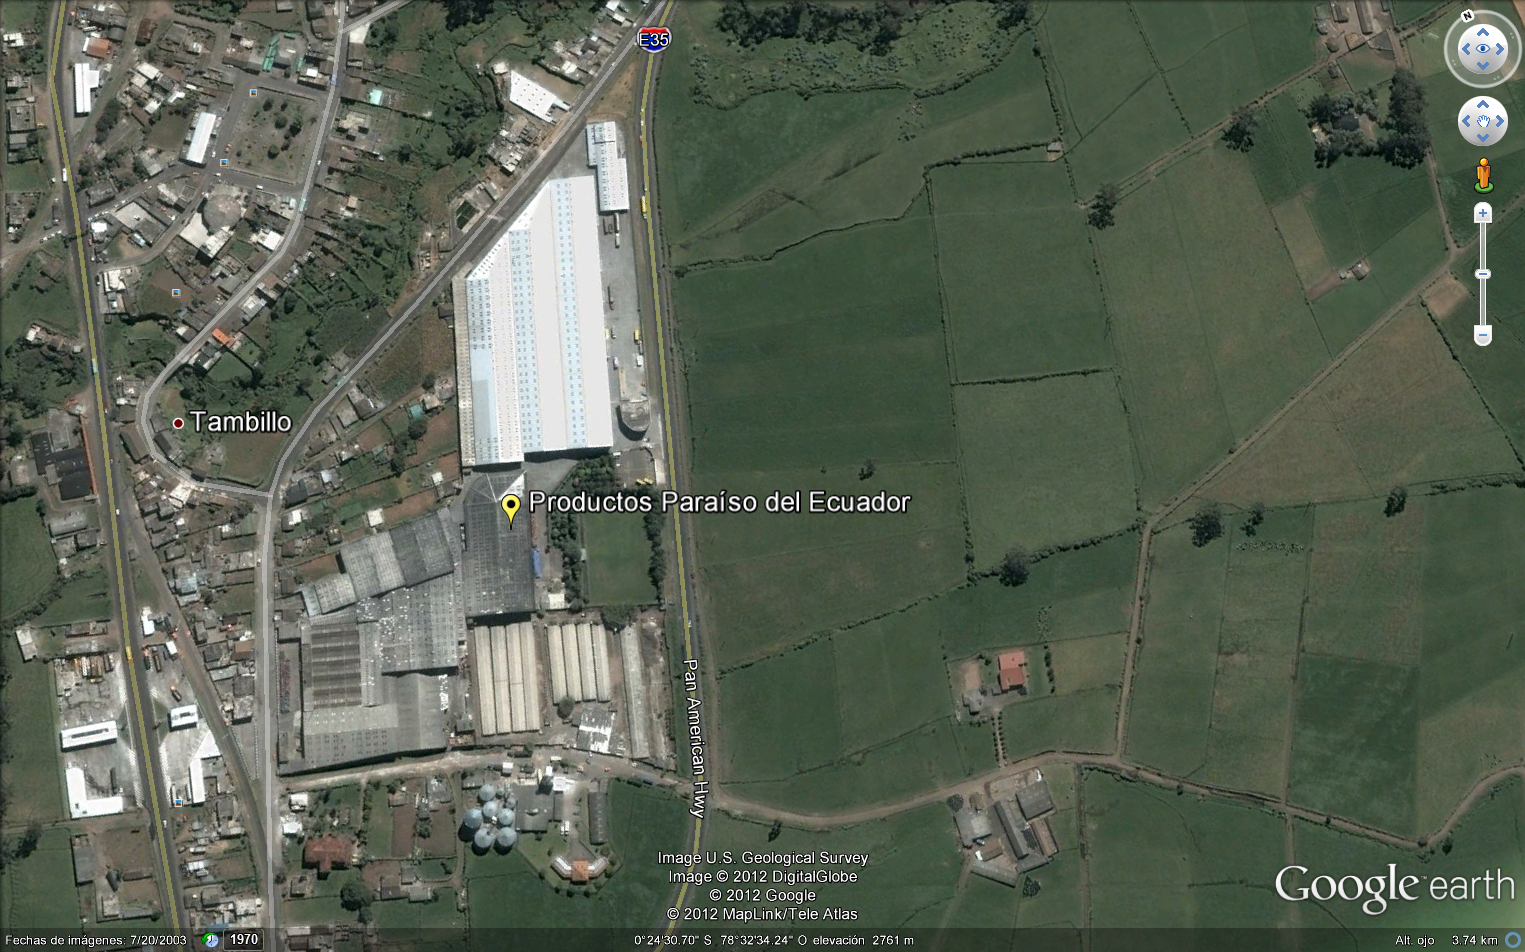 N
E35
Tambillo
Productos Paraíso del Ecuador
Pan American Hwy
Image U.S. Geological Survey
Image © 2012 DigitalGlobe
© 2012 Google
© 2012 MapLink/Tele Atlas
Google earth
Fechas de imágenes: 7/20/2003 1970 0°24'30.70" S 78°32'34.24" O elevación 2761 m Alt. ojo 3.74 km